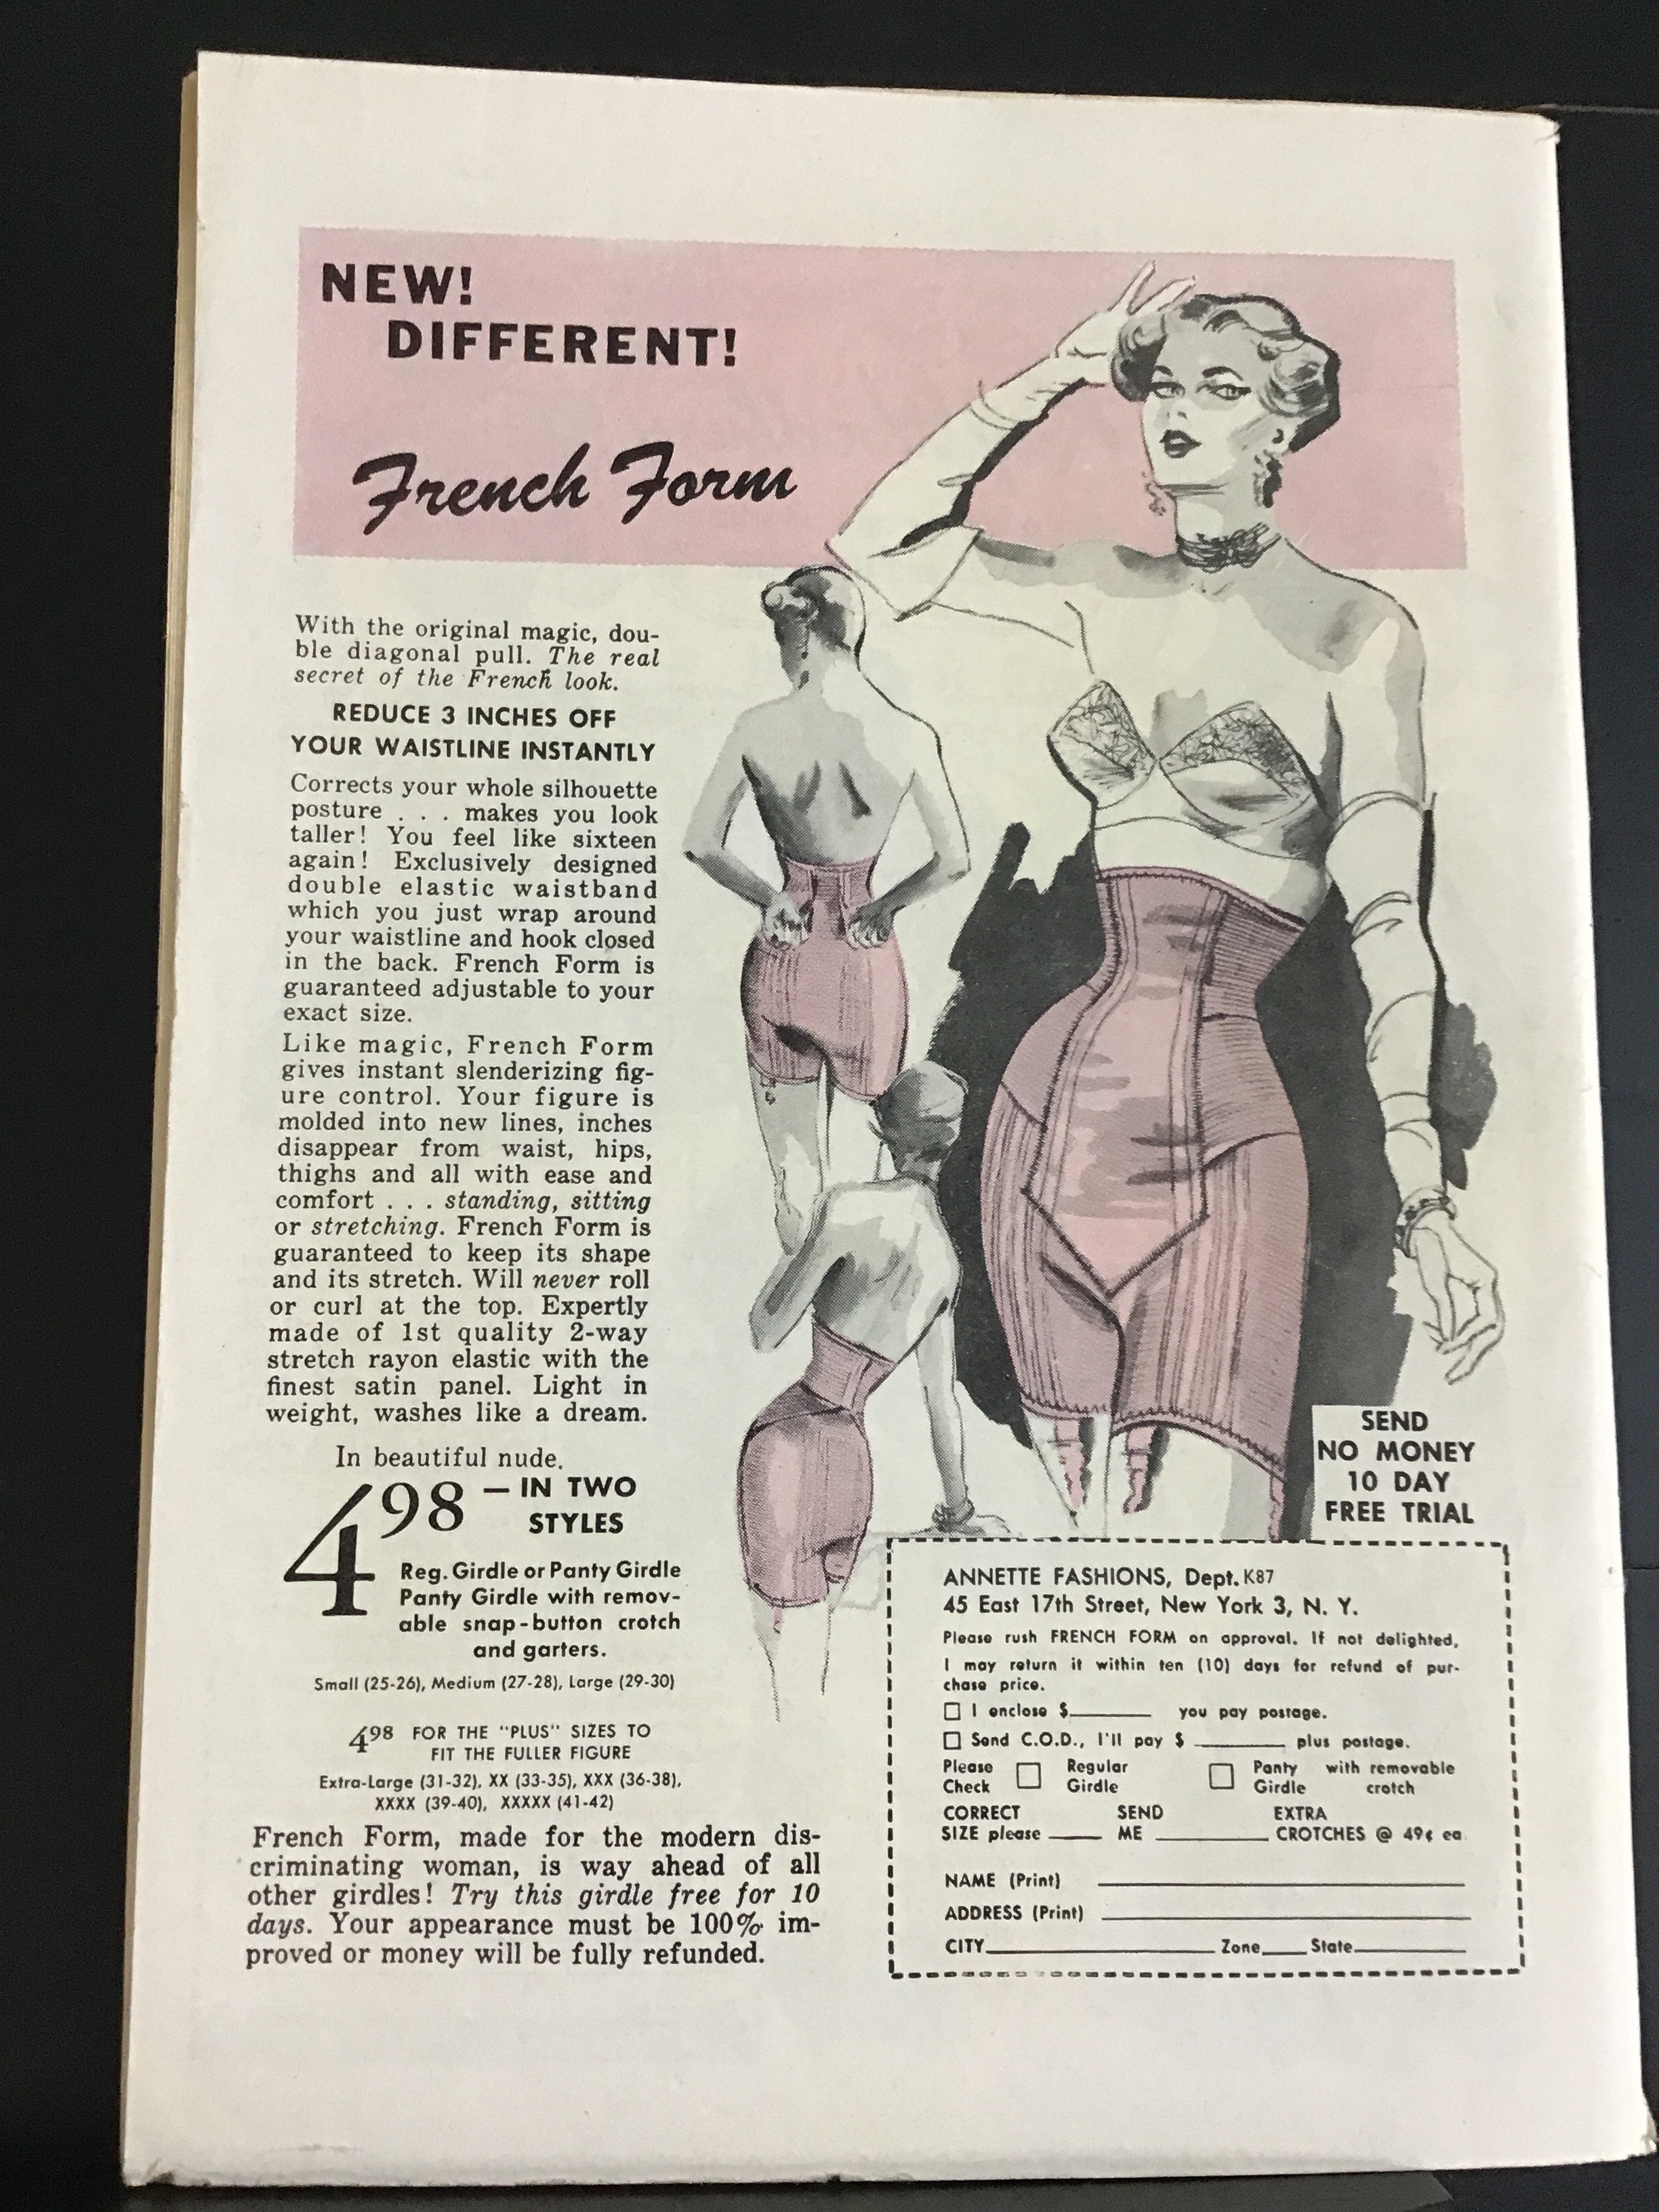 NEW!
DIFFERENT!
French Form
With the original magic, dou-
ble diagonal pull. The real
secret of the French look.
REDUCE 3 INCHES OFF
YOUR WAISTLINE INSTANTLY
Corrects your whole silhouette
posture . . . makes you look
taller! You feel like sixteen
again! Exclusively designed
double elastic waistband
which you just wrap around
your waistline and hook closed
in the back. French Form is
guaranteed adjustable to your
exact size.
Like magic, French Form
gives instant slenderizing fig-
ure control. Your figure is
molded into new lines, inches
disappear from waist, hips,
thighs and all with ease and
comfort . . . standing, sitting
or stretching. French Form is
guaranteed to keep its shape
and its stretch. Will never roll
or curl at the top. Expertly
made of 1st quality 2-way
stretch rayon elastic with the
finest satin panel. Light in
weight, washes like a dream.
In beautiful nude.
498 — IN TWO
STYLES
Reg. Girdle or Panty Girdle
Panty Girdle with remov-
able snap-button crotch
and garters.
Small (25-26), Medium (27-28), Large (29-30)
498 FOR THE "PLUS" SIZES TO
FIT THE FULLER FIGURE
Extra-Large (31-32), XX (33-35), XXX (36-38),
XXXX (39-40), XXXXX (41-42)
French Form, made for the modern dis-
criminating woman, is way ahead of all
other girdles! Try this girdle free for 10
days. Your appearance must be 100% im-
proved or money will be fully refunded.
SEND
NO MONEY
10 DAY
FREE TRIAL
ANNETTE FASHIONS, Dept. K87
45 East 17th Street, New York 3, N. Y.
Please rush FRENCH FORM on approval. If not delighted,
I may return it within ten (10) days for refund of pur-
chase price.
I enclose $ you pay postage.
Send C.O.D., I'll pay $ plus postage.
Please Regular Panty with removable
Check Girdle Girdle crotch
CORRECT SEND EXTRA
SIZE please ME CROTCHES @ 49¢ ea
NAME (Print)
ADDRESS (Print)
CITY Zone State